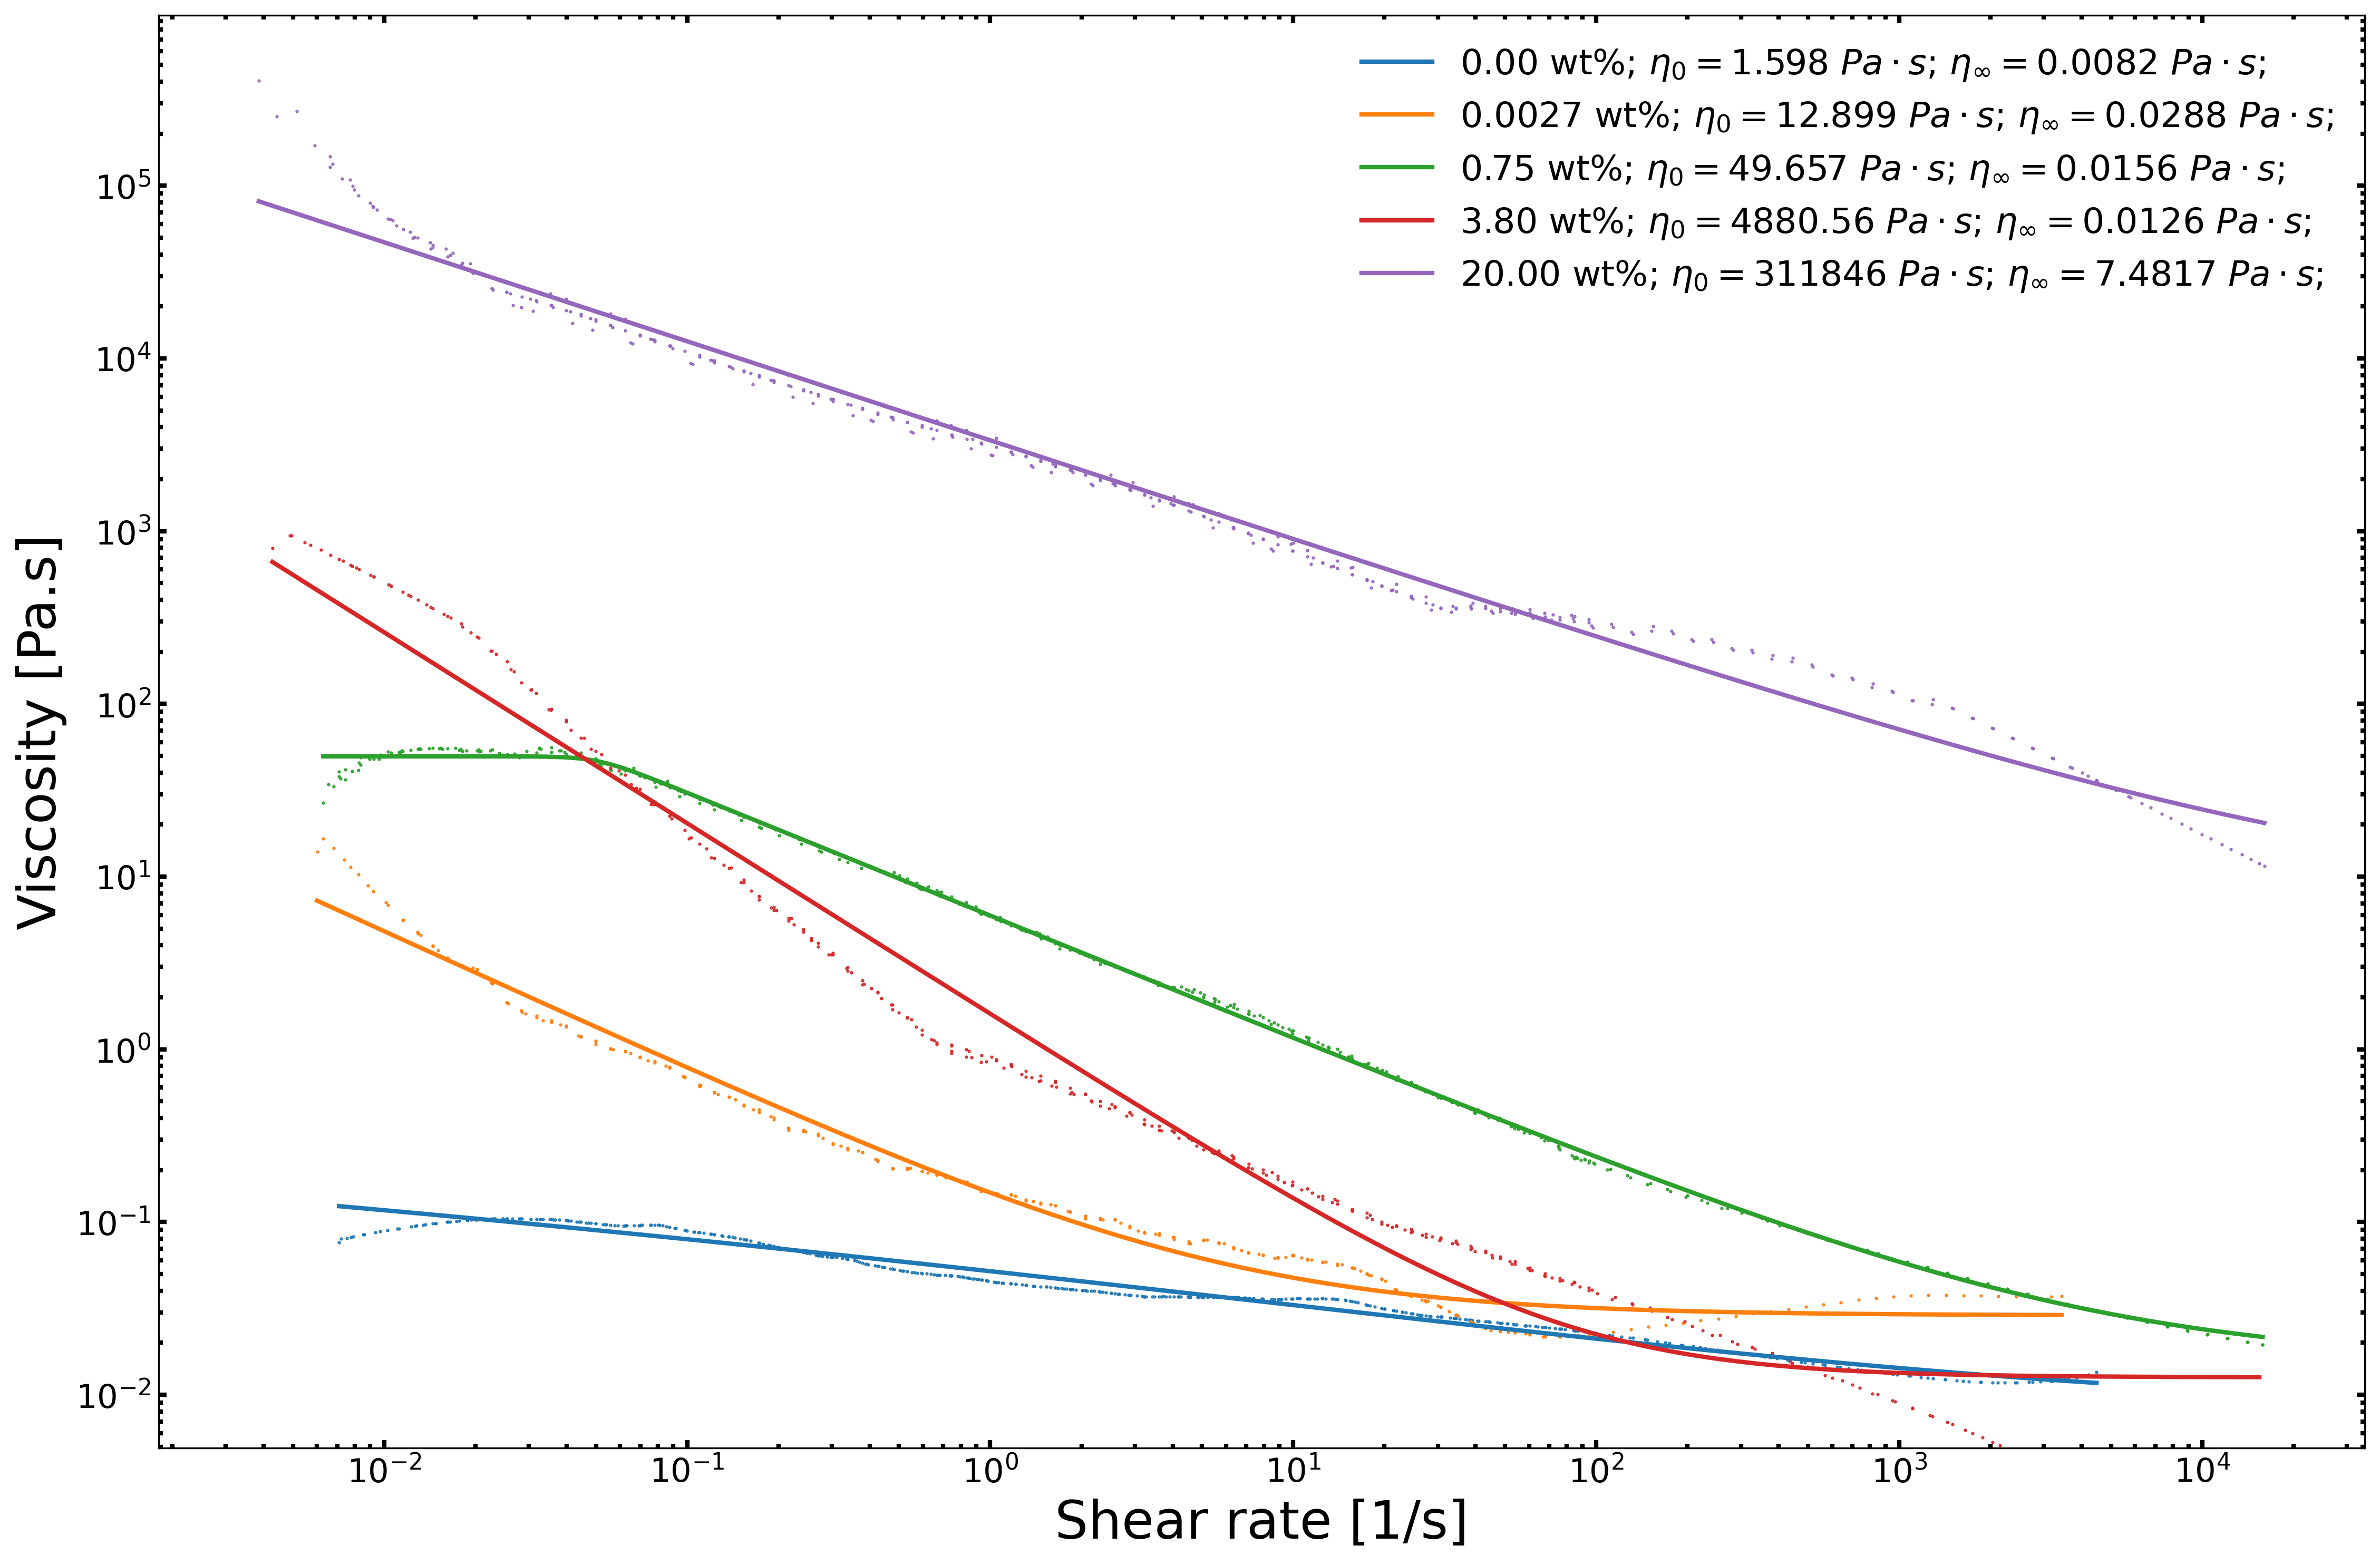 0.00 wt%; η₀ = 1.598 Pa · s; η∞ = 0.0082 Pa · s;
0.0027 wt%; η₀ = 12.899 Pa · s; η∞ = 0.0288 Pa · s;
0.75 wt%; η₀ = 49.657 Pa · s; η∞ = 0.0156 Pa · s;
3.80 wt%; η₀ = 4880.56 Pa · s; η∞ = 0.0126 Pa · s;
20.00 wt%; η₀ = 311846 Pa · s; η∞ = 7.4817 Pa · s;
Viscosity [Pa.s]
10⁵
10⁴
10³
10²
10¹
10⁰
10⁻¹
10⁻²
10⁻² 10⁻¹ 10⁰ 10¹ 10² 10³ 10⁴
Shear rate [1/s]